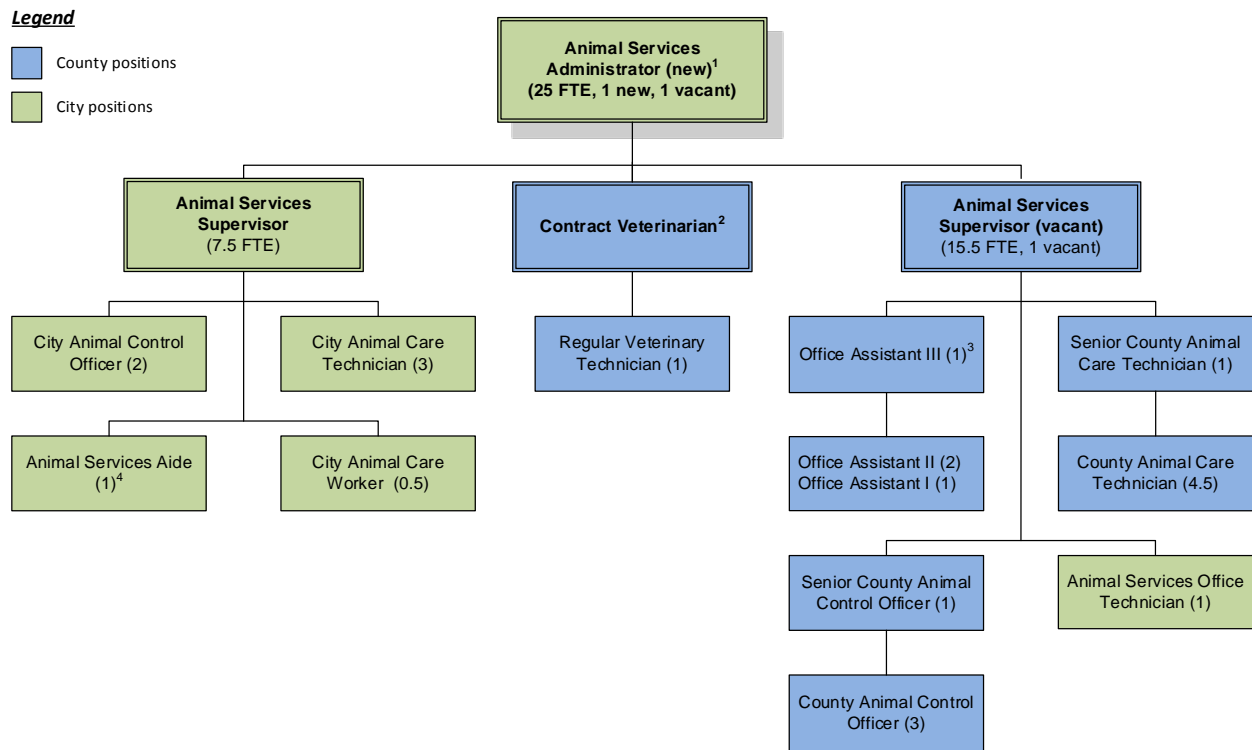 Legend
County positions
City positions
Animal Services
Administrator (new)1
(25 FTE, 1 new, 1 vacant)
Animal Services
Supervisor
(7.5 FTE)
Contract Veterinarian2
Animal Services
Supervisor (vacant)
(15.5 FTE, 1 vacant)
City Animal Control
Officer (2)
City Animal Care
Technician (3)
Regular Veterinary
Technician (1)
Office Assistant III (1)3
Senior County Animal
Care Technician (1)
Animal Services Aide
(1)4
City Animal Care
Worker (0.5)
Office Assistant II (2)
Office Assistant I (1)
County Animal Care
Technician (4.5)
Senior County Animal
Control Officer (1)
Animal Services Office
Technician (1)
County Animal Control
Officer (3)